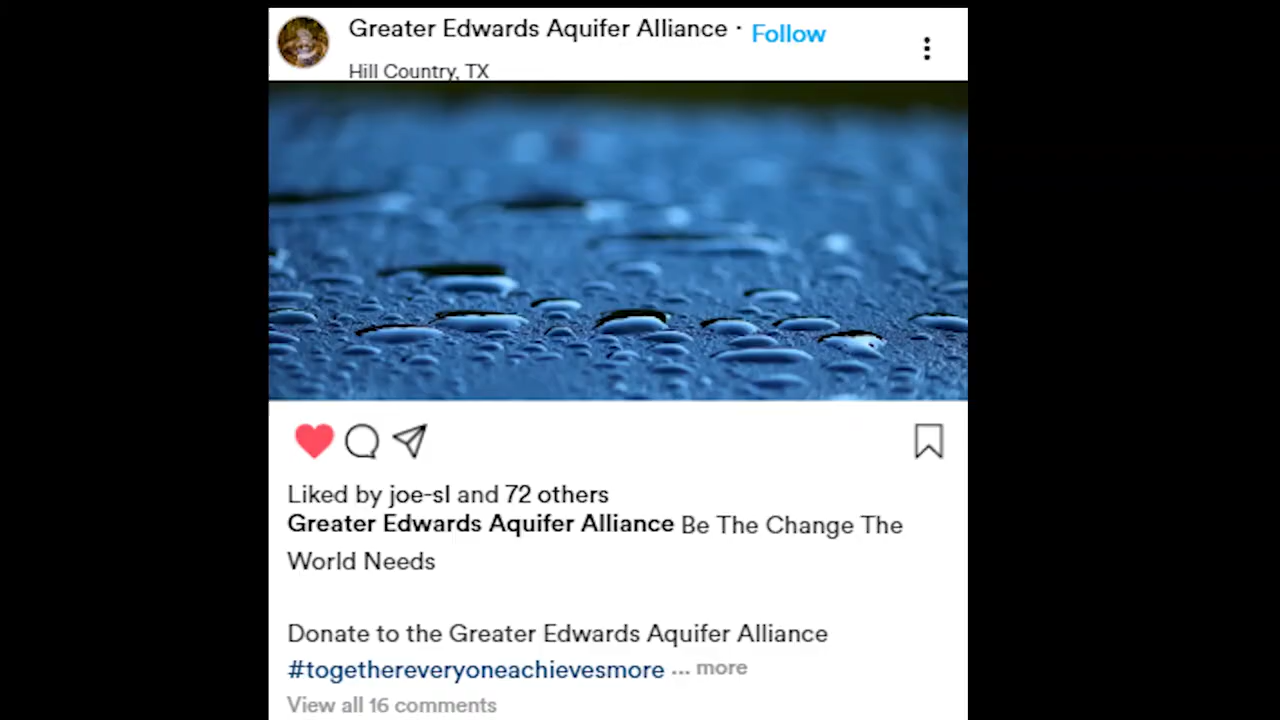 Greater Edwards Aquifer Alliance · Follow
Hill Country, TX
Liked by joe-sl and 72 others
Greater Edwards Aquifer Alliance Be The Change The
World Needs
Donate to the Greater Edwards Aquifer Alliance
#togethereveryoneachievesmore ... more
View all 16 comments